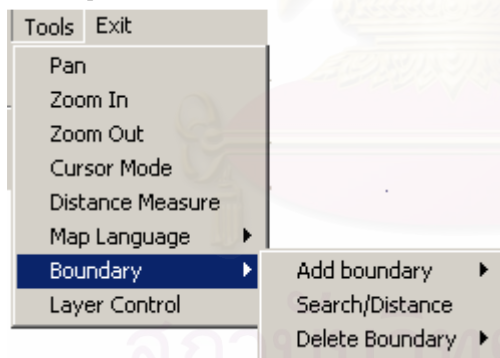 Tools Exit
Pan
Zoom In
Zoom Out
Cursor Mode
Distance Measure
Map Language
Boundary
Layer Control
Add boundary
Search/Distance
Delete Boundary